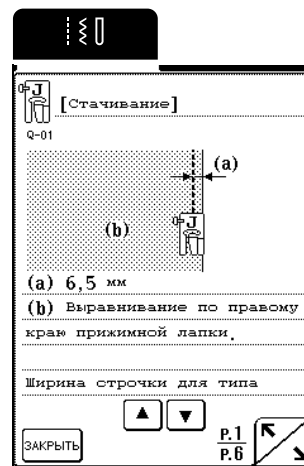 J
[Стачивание]
Q-01
(a)
J
(b)
(a) 6,5 мм
(b) Выравнивание по правому
краю прижимной лапки.
Ширина строчки для типа
ЗАКРЫТЬ
P.1
P.6